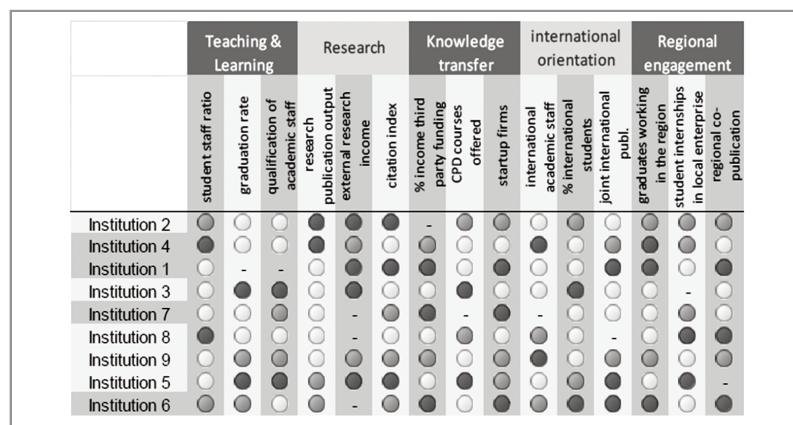 Teaching &
Learning
Research
Knowledge
transfer
international
orientation
Regional
engagement
student staff ratio
graduation rate
qualification of
academic staff
research
publication output
external research
income
citation index
% income third
party funding
CPD courses
offered
startup firms
international
academic staff
% international
students
joint international
publ.
graduates working
in the region
student internships
in local enterprise
regional co-
publication
Institution 2 -
Institution 4
Institution 1 - -
Institution 3 -
Institution 7 - - -
Institution 8 - -
Institution 9
Institution 5 -
Institution 6 -